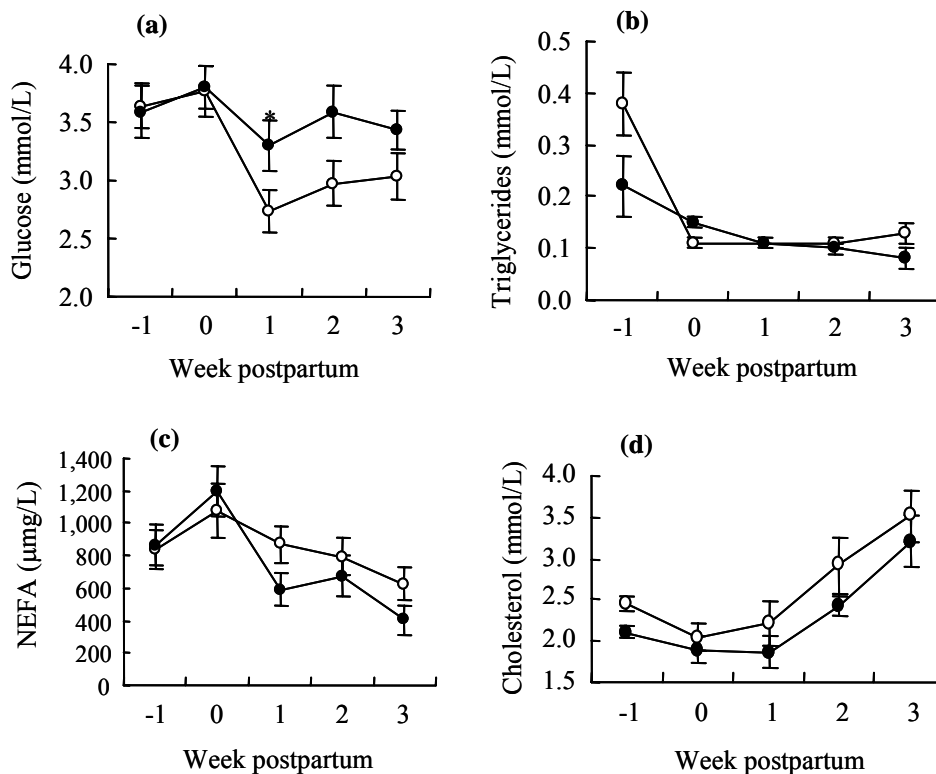 (a)
Glucose (mmol/L)
4.0
3.5
3.0
2.5
2.0
*
-1 0 1 2 3
Week postpartum
(b)
Triglycerides (mmol/L)
0.5
0.4
0.3
0.2
0.1
0.0
-1 0 1 2 3
Week postpartum
(c)
NEFA (µmg/L)
1,400
1,200
1,000
800
600
400
200
0
-1 0 1 2 3
Week postpartum
(d)
Cholesterol (mmol/L)
4.0
3.5
3.0
2.5
2.0
1.5
-1 0 1 2 3
Week postpartum